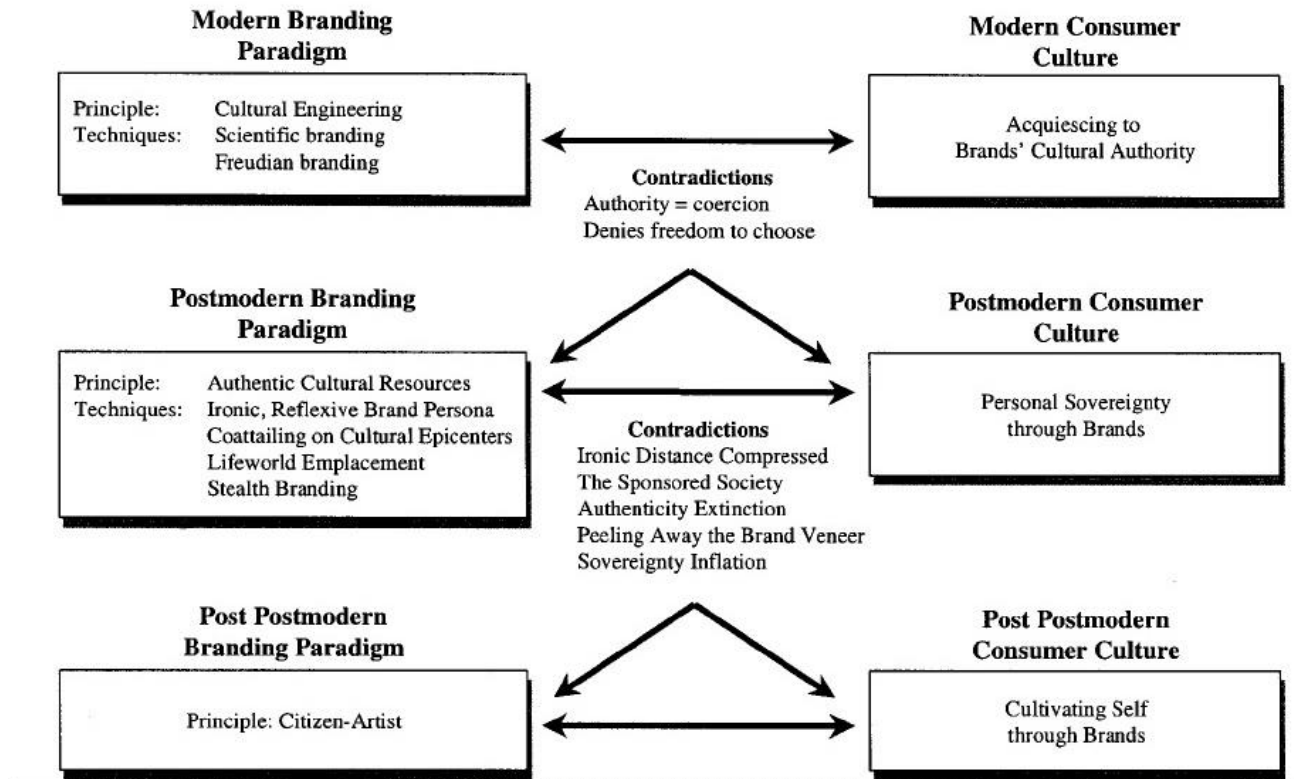 Modern Branding
Paradigm
Principle: Cultural Engineering
Techniques: Scientific branding
Freudian branding
Modern Consumer
Culture
Acquiescing to
Brands' Cultural Authority
Contradictions
Authority = coercion
Denies freedom to choose
Postmodern Branding
Paradigm
Principle: Authentic Cultural Resources
Techniques: Ironic, Reflexive Brand Persona
Coattailing on Cultural Epicenters
Lifeworld Emplacement
Stealth Branding
Postmodern Consumer
Culture
Personal Sovereignty
through Brands
Contradictions
Ironic Distance Compressed
The Sponsored Society
Authenticity Extinction
Peeling Away the Brand Veneer
Sovereignty Inflation
Post Postmodern
Branding Paradigm
Principle: Citizen-Artist
Post Postmodern
Consumer Culture
Cultivating Self
through Brands